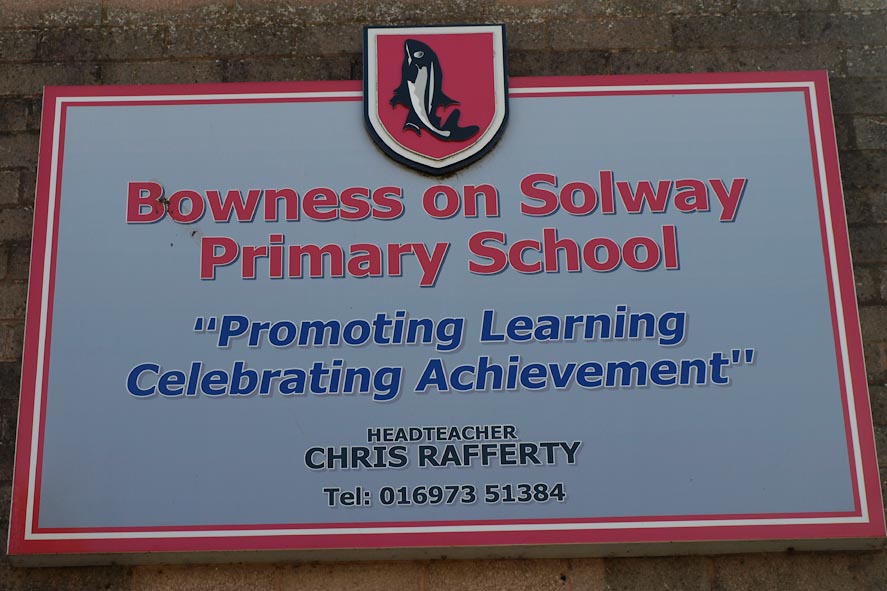 Bowness on Solway
Primary School
"Promoting Learning
Celebrating Achievement"
HEADTEACHER
CHRIS RAFFERTY
Tel: 016973 51384